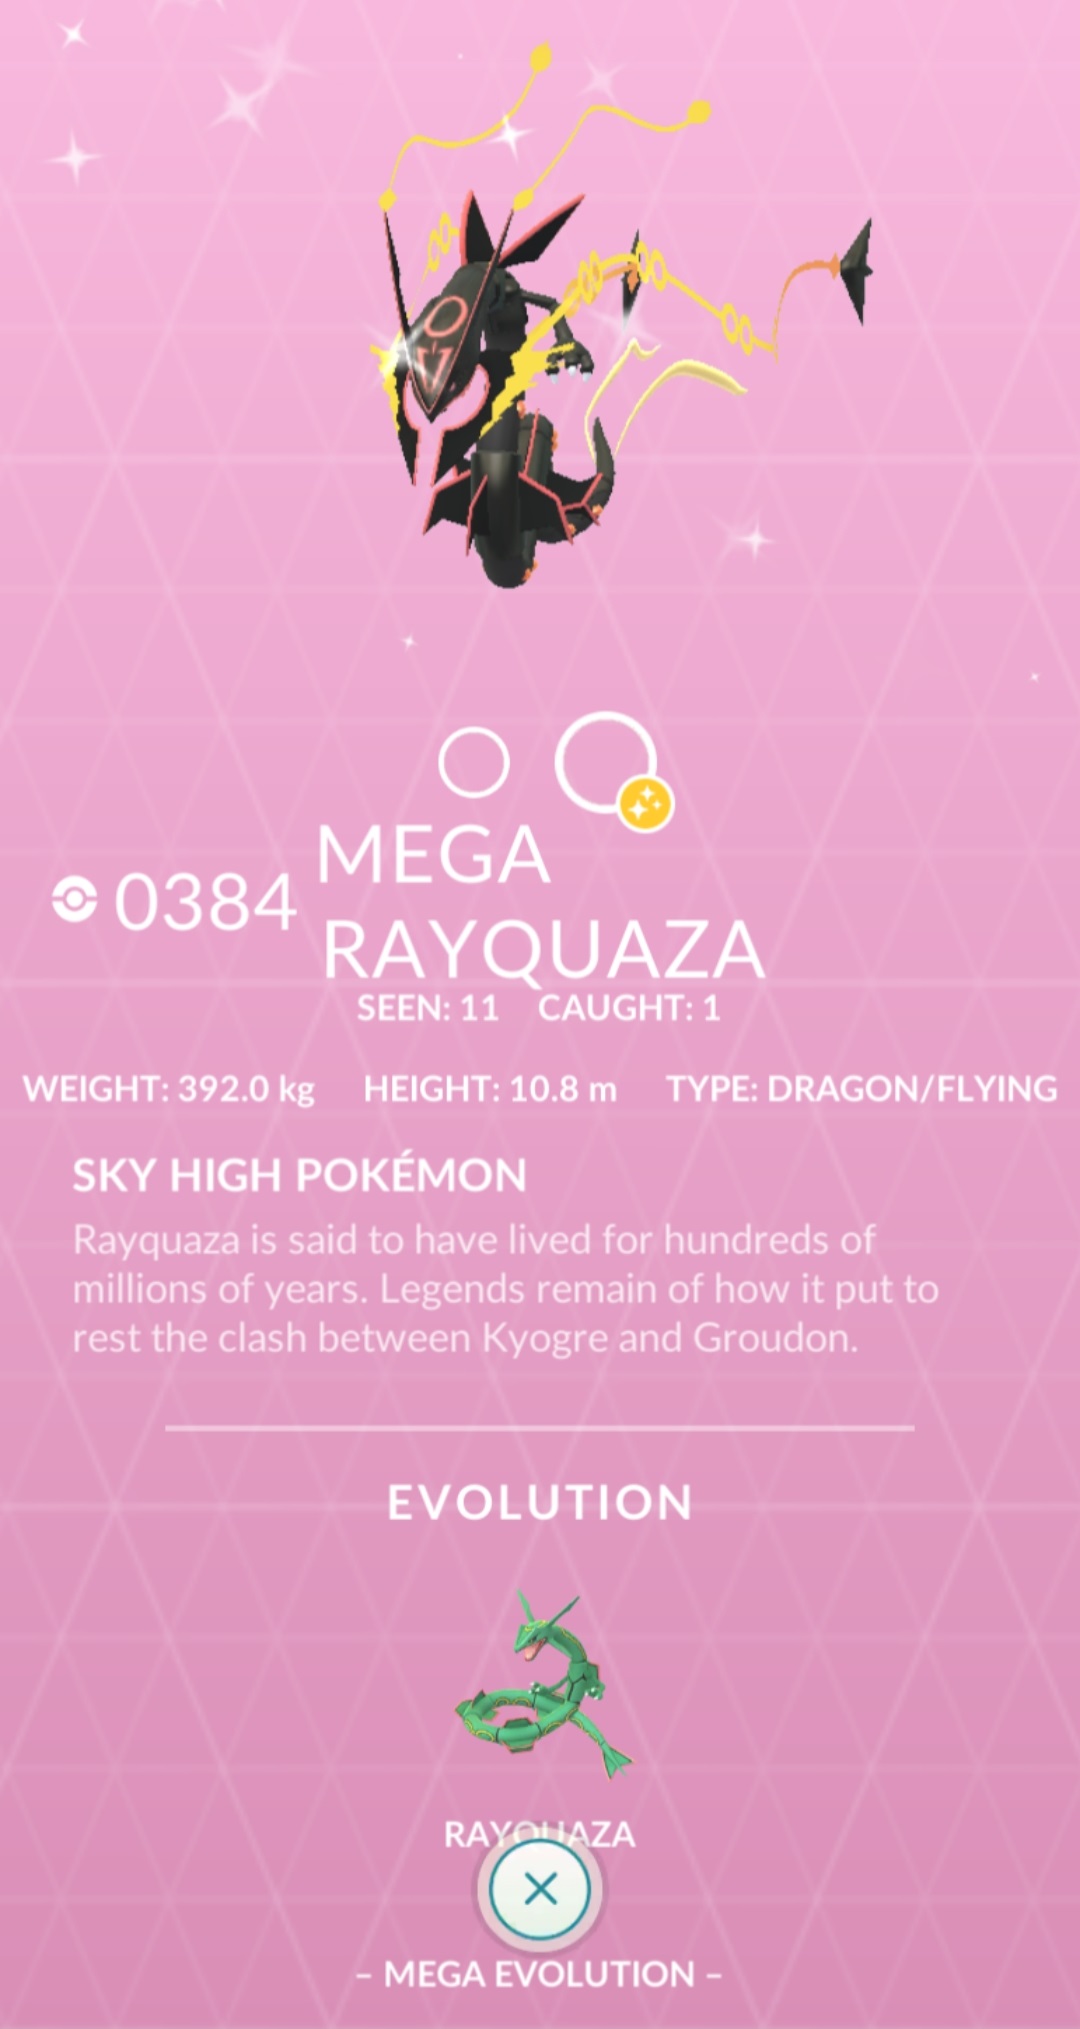 0384 MEGA
RAYQUAZA
SEEN: 11 CAUGHT: 1
WEIGHT: 392.0 kg HEIGHT: 10.8 m TYPE: DRAGON/FLYING
SKY HIGH POKÉMON
Rayquaza is said to have lived for hundreds of
millions of years. Legends remain of how it put to
rest the clash between Kyogre and Groudon.
EVOLUTION
RAYQUAZA
– MEGA EVOLUTION –